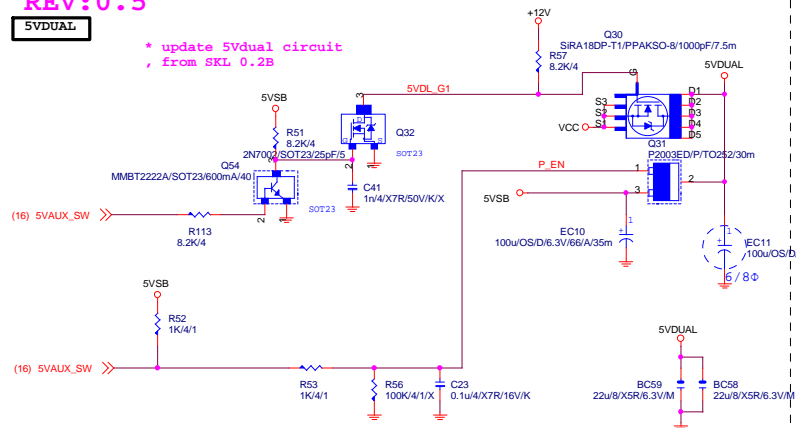 REV:0.5
5VDUAL
* update 5Vdual circuit
, from SKL 0.2B
+12V
Q30
SiRA18DP-T1/PPAKSO-8/1000pF/7.5m
R57
8.2K/4
5VDUAL
5VDL_G1
3
G
D1
D2
D3
D4
D5
S3
S2
S1
VCC
5VSB
R51
8.2K/4
2N7002/SOT23/25pF/5
D
G
S
Q32
SOT23
2
Q54
MMBT2222A/SOT23/600mA/40
SOT23
2
C41
1n/4/X7R/50V/K/X
Q31
P2003ED/P/TO252/30m
P_EN
1
2
3
5VSB
(16) 5VAUX_SW
R113
8.2K/4
EC10
100u/OS/D/6.3V/66/A/35m
1
+
1
+
EC11
100u/OS/D
6/8Φ
5VSB
R52
1K/4/1
(16) 5VAUX_SW
R53
1K/4/1
R56
100K/4/1/X
C23
0.1u/4/X7R/16V/K
5VDUAL
BC59
22u/8/X5R/6.3V/M
BC58
22u/8/X5R/6.3V/M